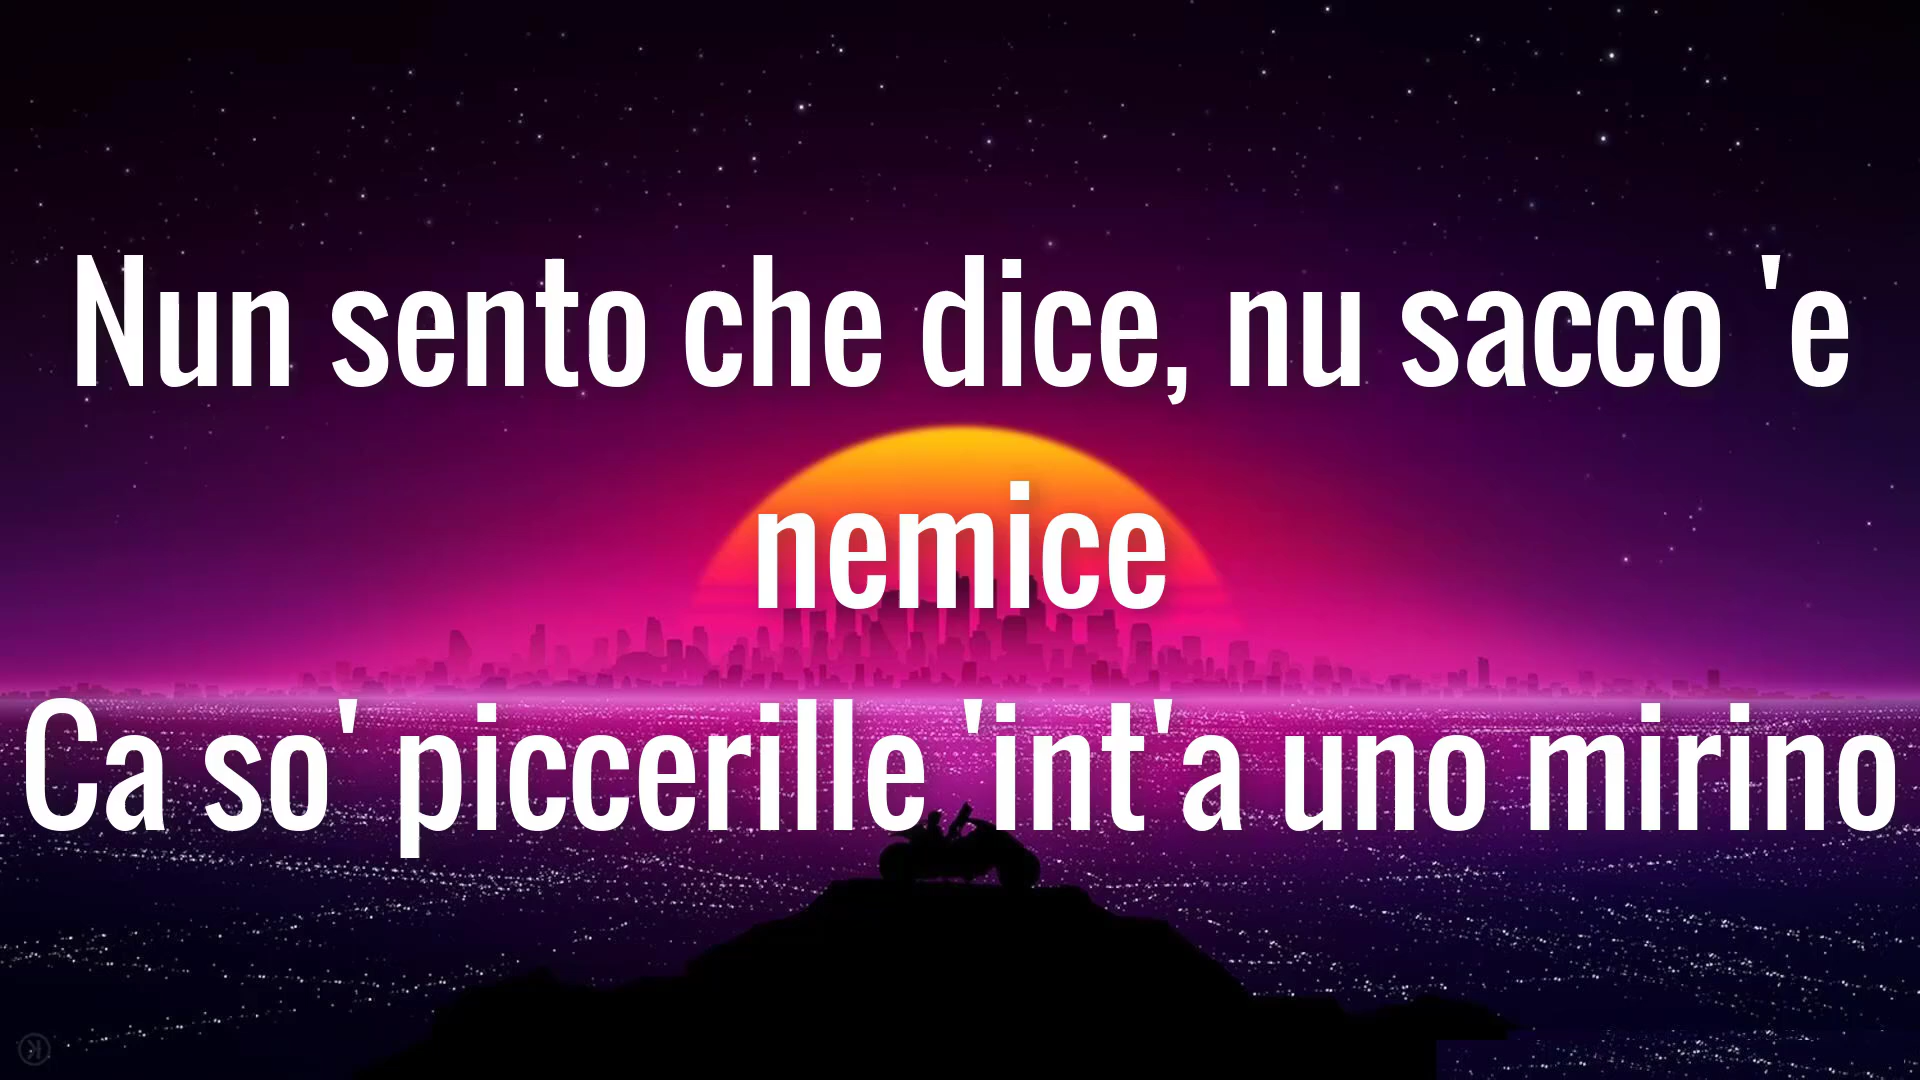 Nun sento che dice, nu sacco 'e
nemice
Ca so' piccerille 'int'a uno mirino